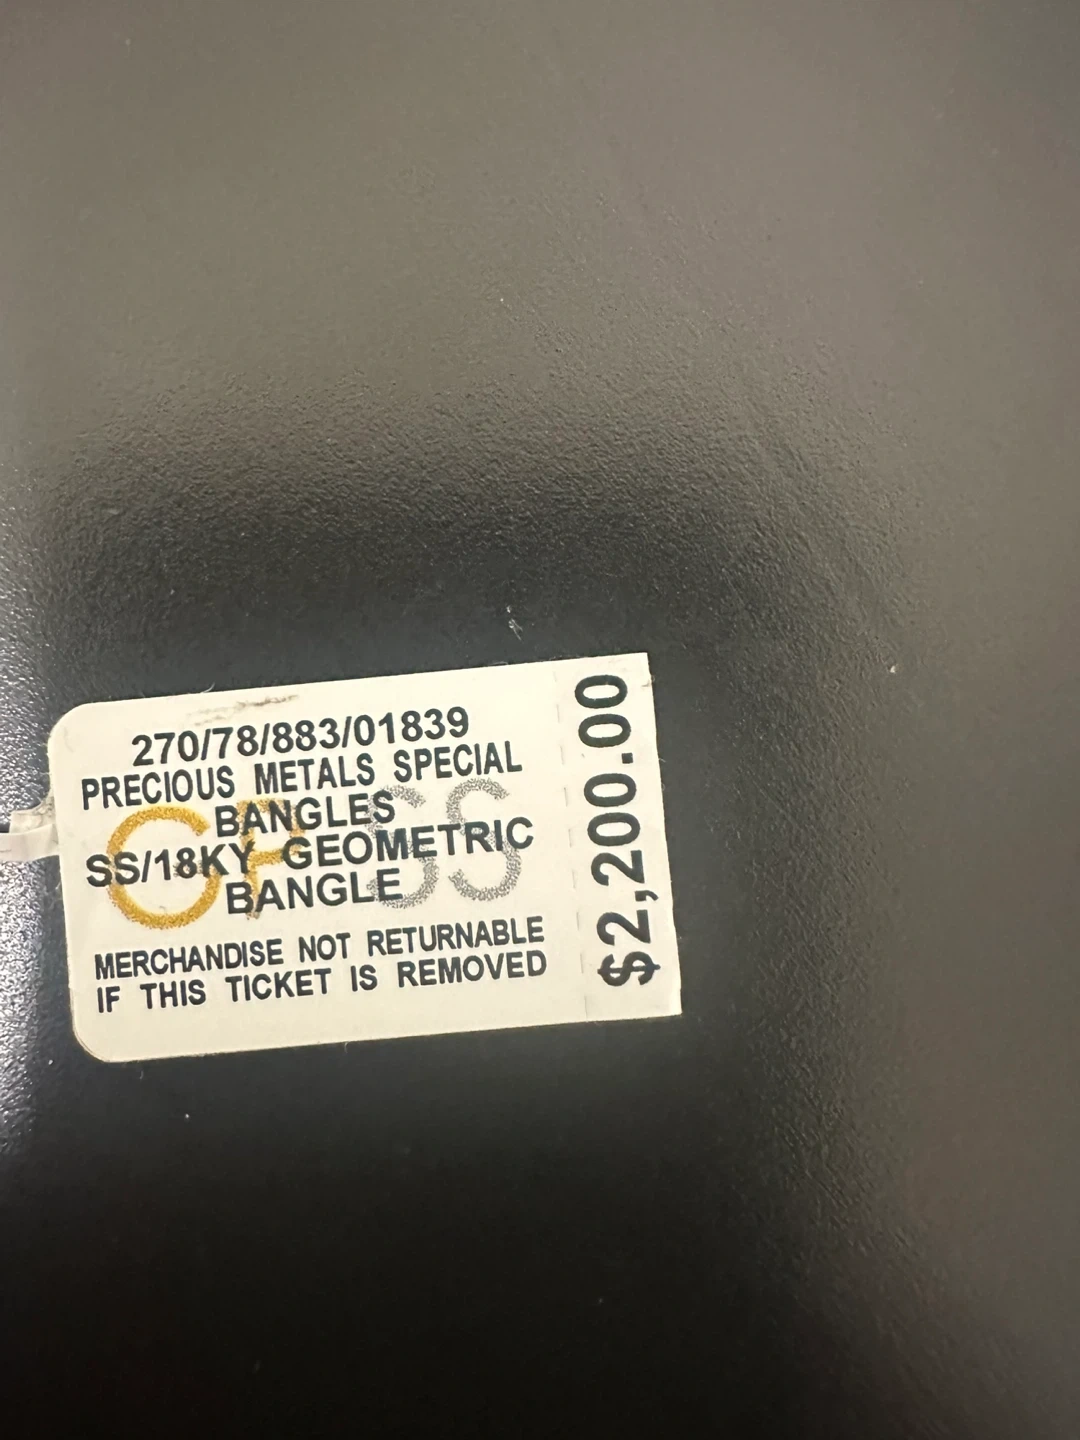 270/78/883/01839
PRECIOUS METALS SPECIAL
BANGLES
SS/18KY GEOMETRIC
BANGLE
MERCHANDISE NOT RETURNABLE
IF THIS TICKET IS REMOVED
$2,200.00